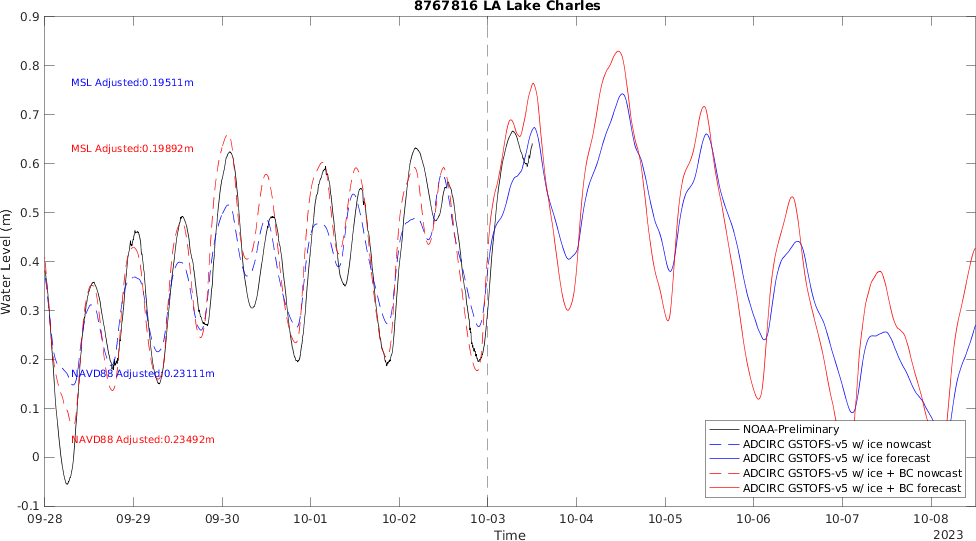 8767816 LA Lake Charles
0.9
0.8
0.7
0.6
0.5
0.4
0.3
0.2
0.1
0
-0.1
Water Level (m)
MSL Adjusted:0.19511m
MSL Adjusted:0.19892m
NAVD88 Adjusted:0.23111m
NAVD88 Adjusted:0.23492m
NOAA-Preliminary
ADCIRC GSTOFS-v5 w/ ice nowcast
ADCIRC GSTOFS-v5 w/ ice forecast
ADCIRC GSTOFS-v5 w/ ice + BC nowcast
ADCIRC GSTOFS-v5 w/ ice + BC forecast
09-28 09-29 09-30 10-01 10-02 10-03 10-04 10-05 10-06 10-07 10-08
Time
2023